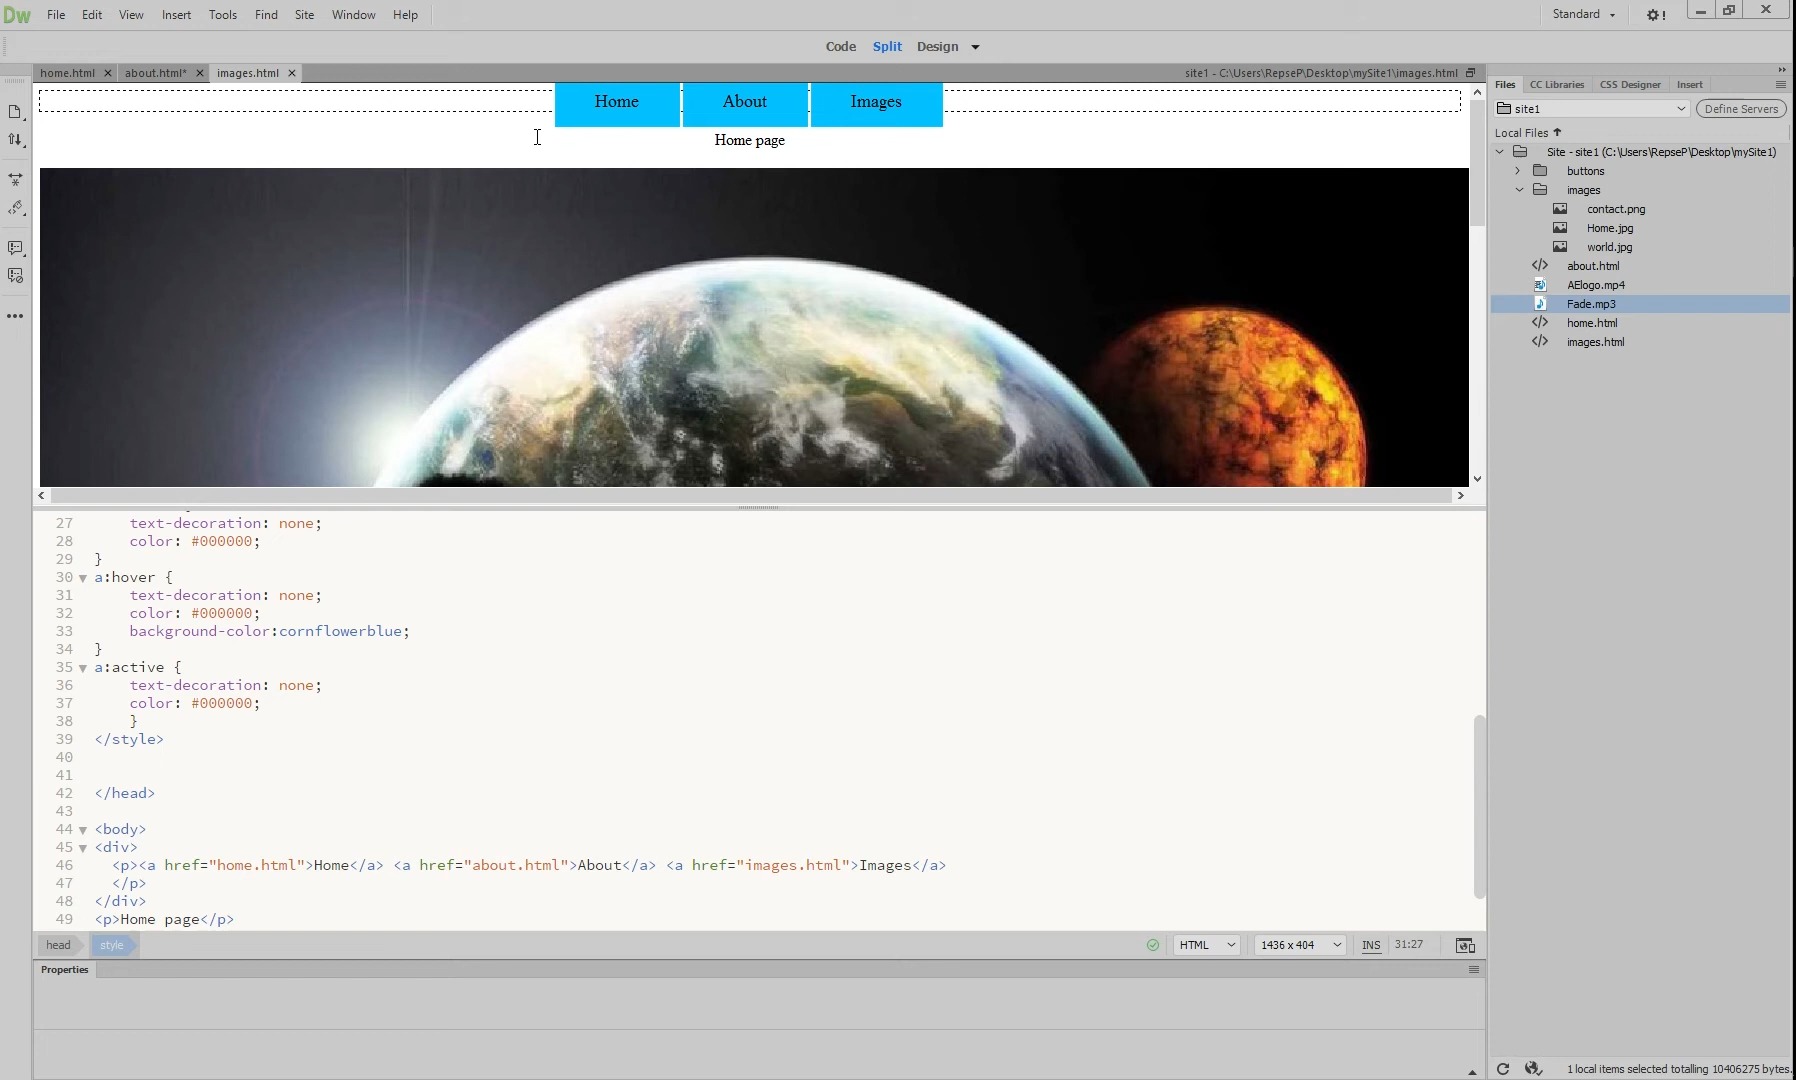 Dw File Edit View Insert Tools Find Site Window Help Standard
Code Split Design
home.html about.html* images.html site1 - C:\Users\RepseP\Desktop\mySite1\images.html
Home About Images
Home page
27 text-decoration: none;
28 color: #000000;
29 }
30 a:hover {
31 text-decoration: none;
32 color: #000000;
33 background-color:cornflowerblue;
34 }
35 a:active {
36 text-decoration: none;
37 color: #000000;
38 }
39 </style>
40
41
42 </head>
43
44 <body>
45 <div>
46 <p><a href="home.html">Home</a> <a href="about.html">About</a> <a href="images.html">Images</a>
47 </p>
48 </div>
49 <p>Home page</p>
head style HTML 1436 x 404 INS 31:27
Properties
Files CC Libraries CSS Designer Insert
site1 Define Servers
Local Files
Site - site1 (C:\Users\RepseP\Desktop\mySite1)
buttons
images
contact.png
Home.jpg
world.jpg
about.html
AElogo.mp4
Fade.mp3
home.html
images.html
1 local items selected totalling 10406275 bytes.